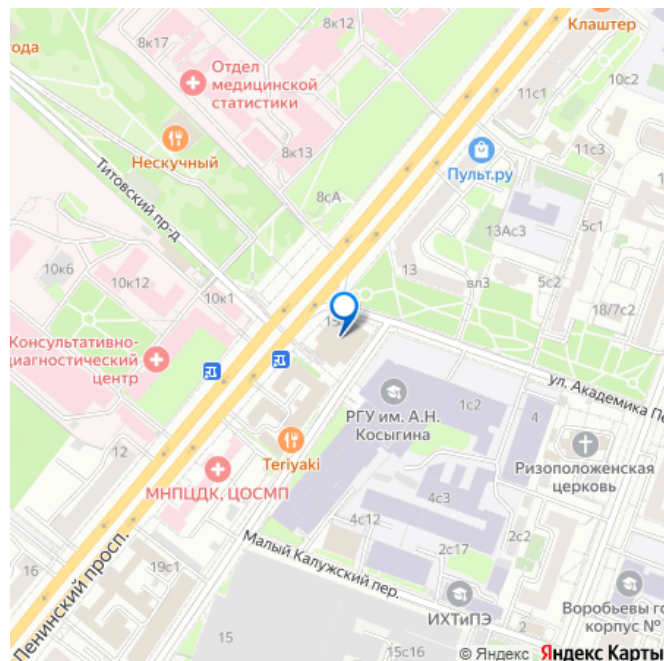 Клаштер
8к12
8к17
10с2
Отдел
медицинской
статистики
11с1
11с3
Нескучный
8к13
Пульт.ру
Титовский пр-д
8сА
13Ас3
5с1
10к6
10к12
13
вл3
5с2
10к1
18/7с2
Консультативно-
диагностический
центр
ул. Академика Пе
РГУ им. А.Н.
Косыгина
1с2
4
Teriyaki
Ризоположенская
церковь
12
МНПЦДК, ЦОСМП
4с3
4с12
2с2
Ленинский просп.
Малый Калужский пер.
2с17
16
19с1
ИХТиПЭ
Воробьевы го
корпус №
15
15с16
© Яндекс Яндекс Карты